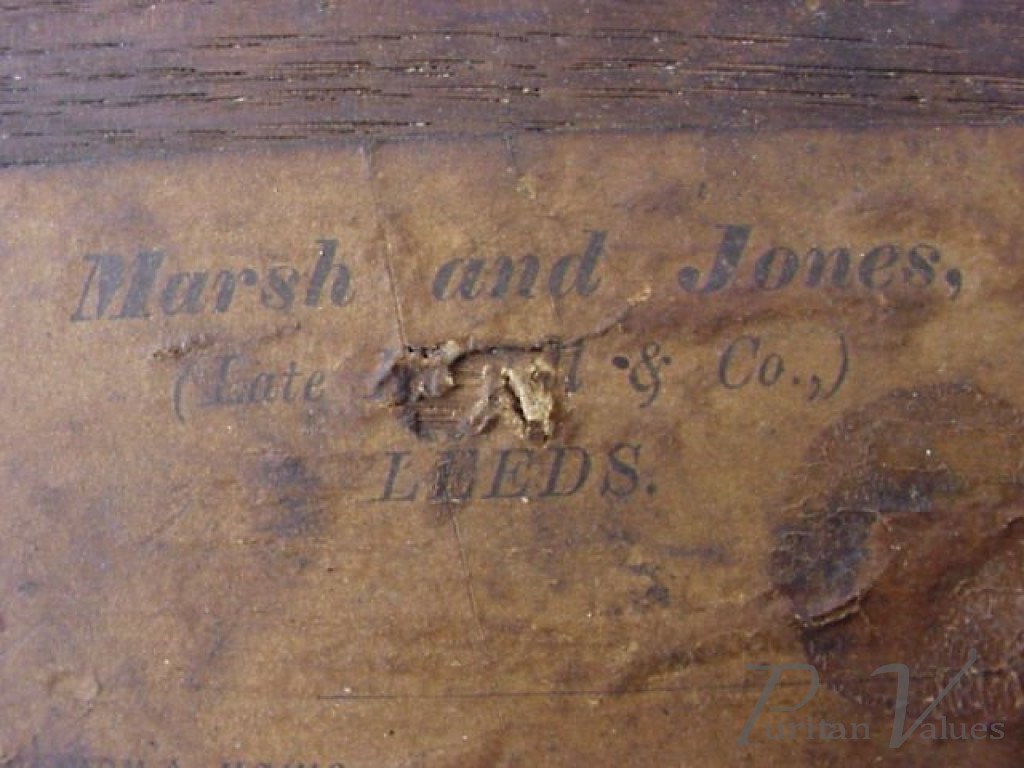 Marsh and Jones,
(Late & Co.,)
LEEDS.
Puritan Values